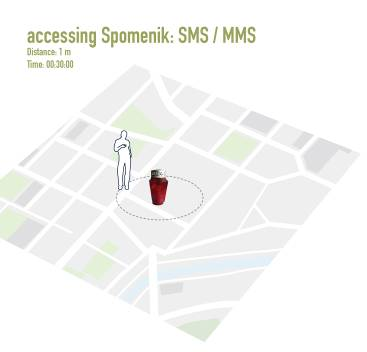 accessing Spomenik: SMS / MMS
Distance: 1 m
Time: 00:30:00